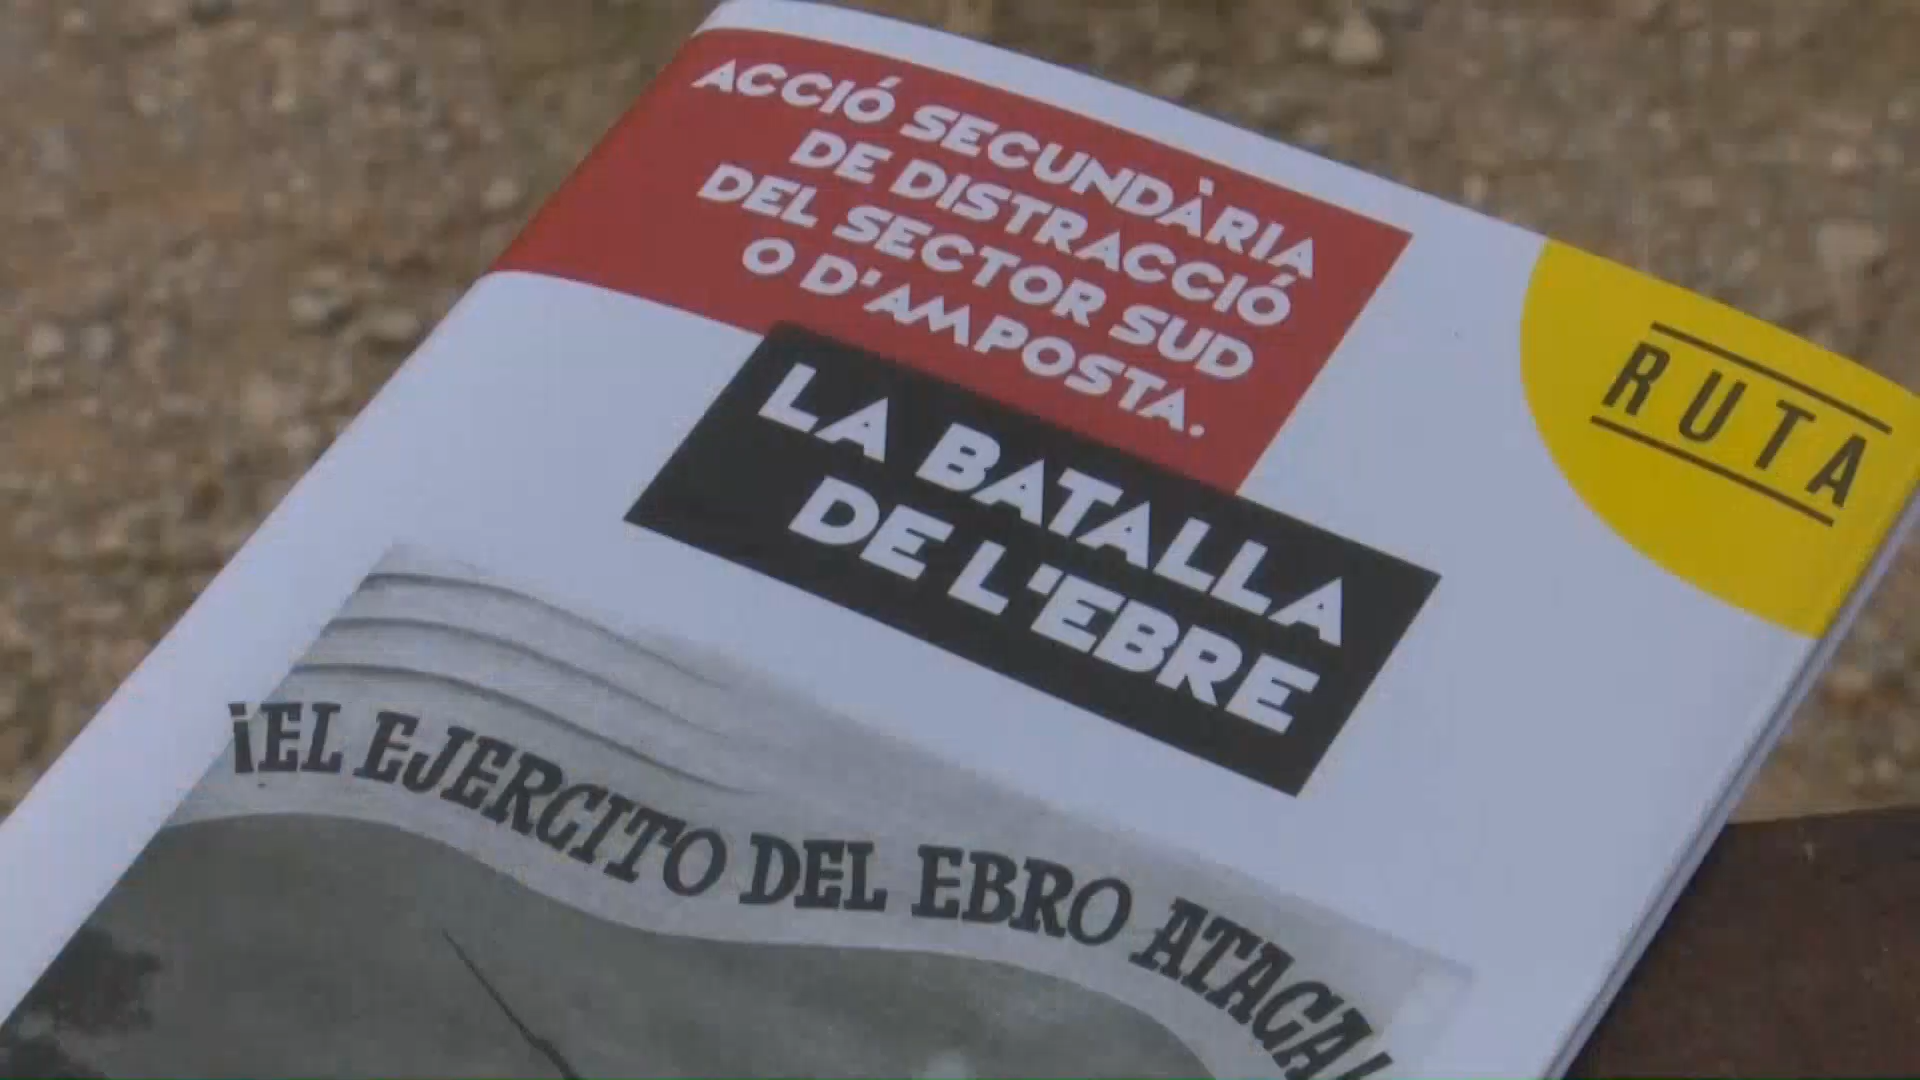 ACCIÓ SECUNDÀRIA
DE DISTRACCIÓ
DEL SECTOR SUD
O D'AMPOSTA.
RUTA
LA BATALLA
DE L'EBRE
¡EL EJERCITO DEL EBRO ATACA!